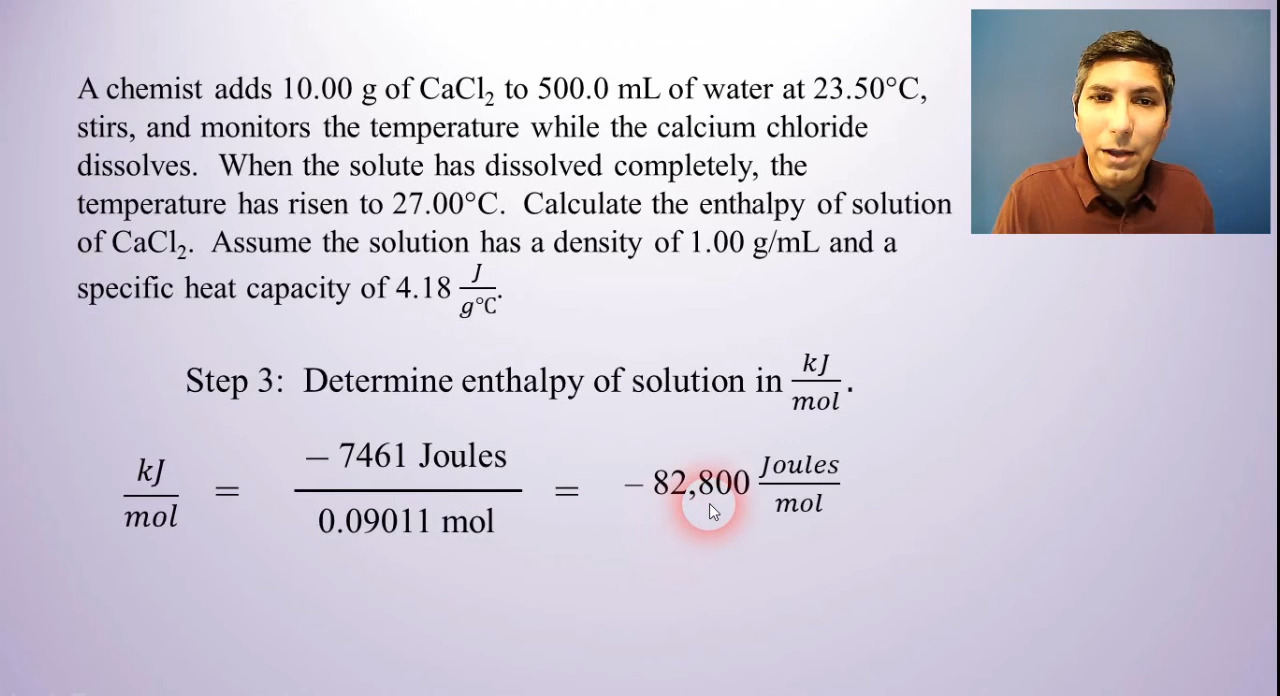 A chemist adds 10.00 g of CaCl₂ to 500.0 mL of water at 23.50°C,
stirs, and monitors the temperature while the calcium chloride
dissolves. When the solute has dissolved completely, the
temperature has risen to 27.00°C. Calculate the enthalpy of solution
of CaCl₂. Assume the solution has a density of 1.00 g/mL and a
specific heat capacity of 4.18 J/g°C.
Step 3: Determine enthalpy of solution in kJ/mol.
kJ/mol = – 7461 Joules/0.09011 mol = – 82,800 Joules/mol